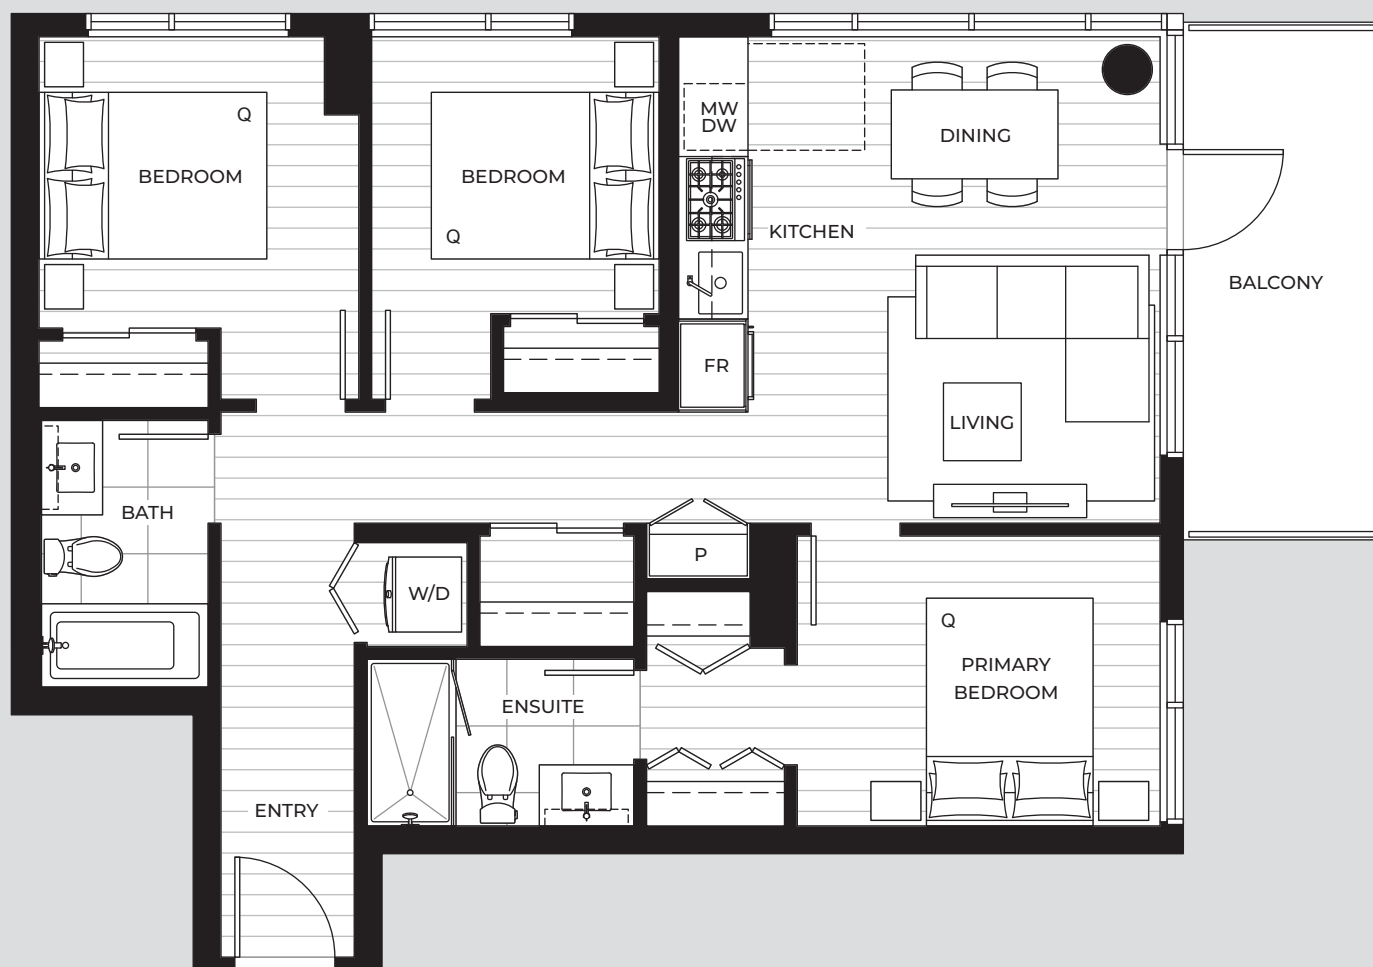 Q
BEDROOM
BEDROOM
Q
MW
DW
DINING
KITCHEN
BALCONY
FR
LIVING
BATH
P
W/D
Q
PRIMARY
BEDROOM
ENSUITE
ENTRY